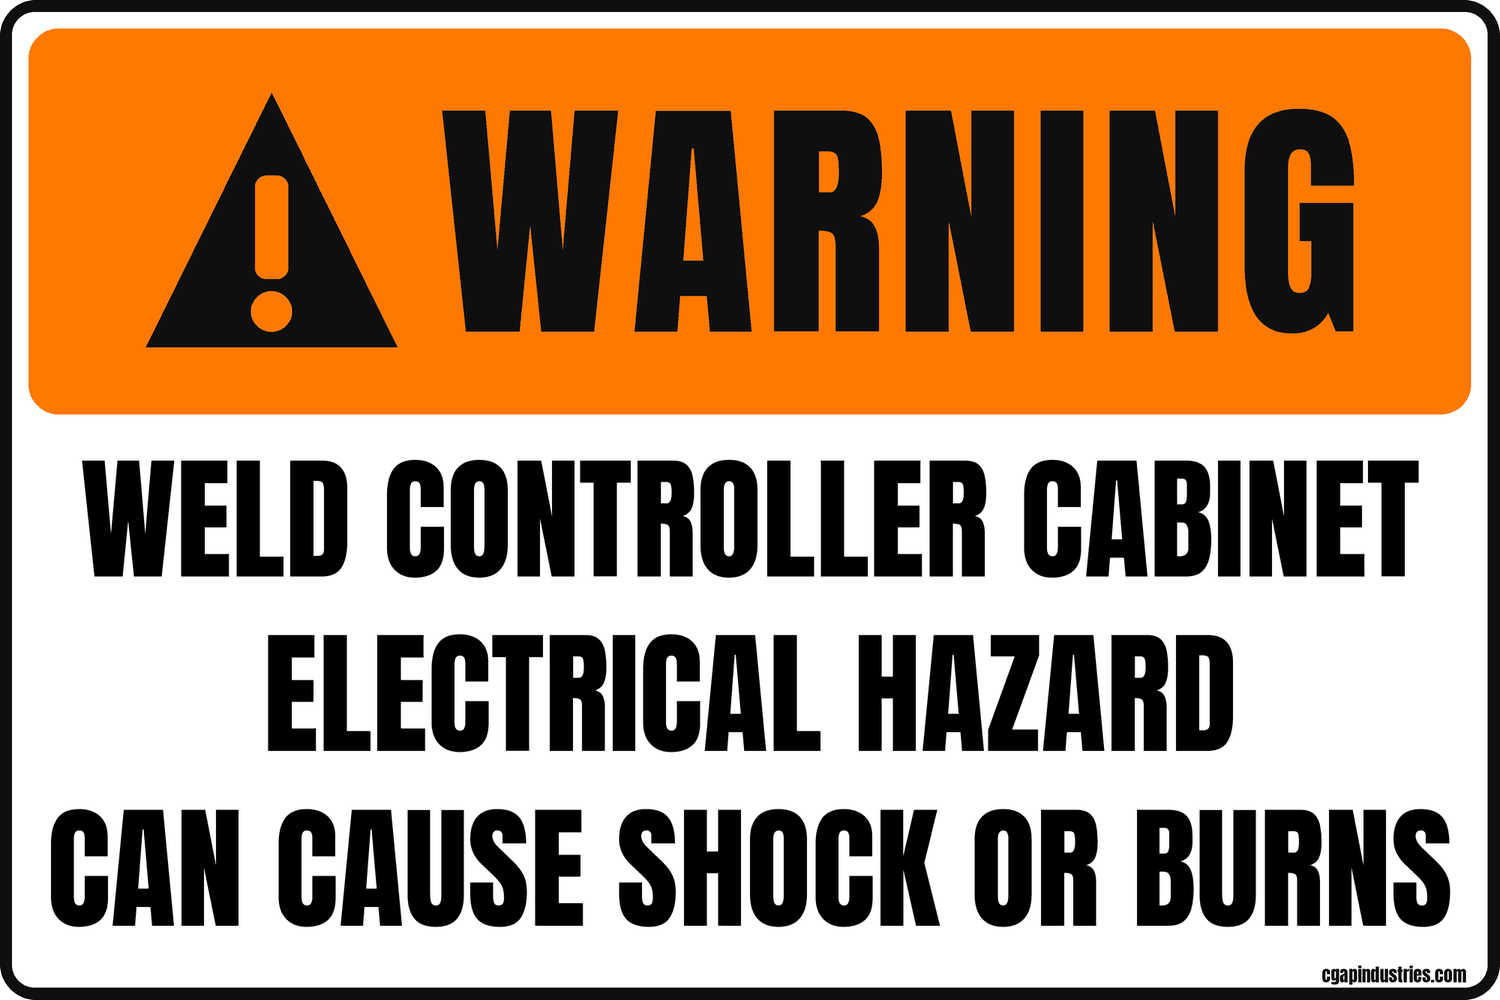 WARNING
WELD CONTROLLER CABINET
ELECTRICAL HAZARD
CAN CAUSE SHOCK OR BURNS
cgapindustries.com